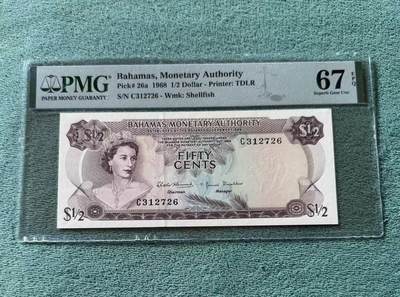 PMG
PAPER MONEY GUARANTY
Bahamas, Monetary Authority
Pick# 26a 1968 1/2 Dollar - Printer: TDLR
S/N C312726 - Wmk: Shellfish
67 EPQ
Superb Gem Unc
$½ BAHAMAS MONETARY AUTHORITY $½
C312726
FIFTY
CENTS
Chairman Manager
$½ C312726 $½